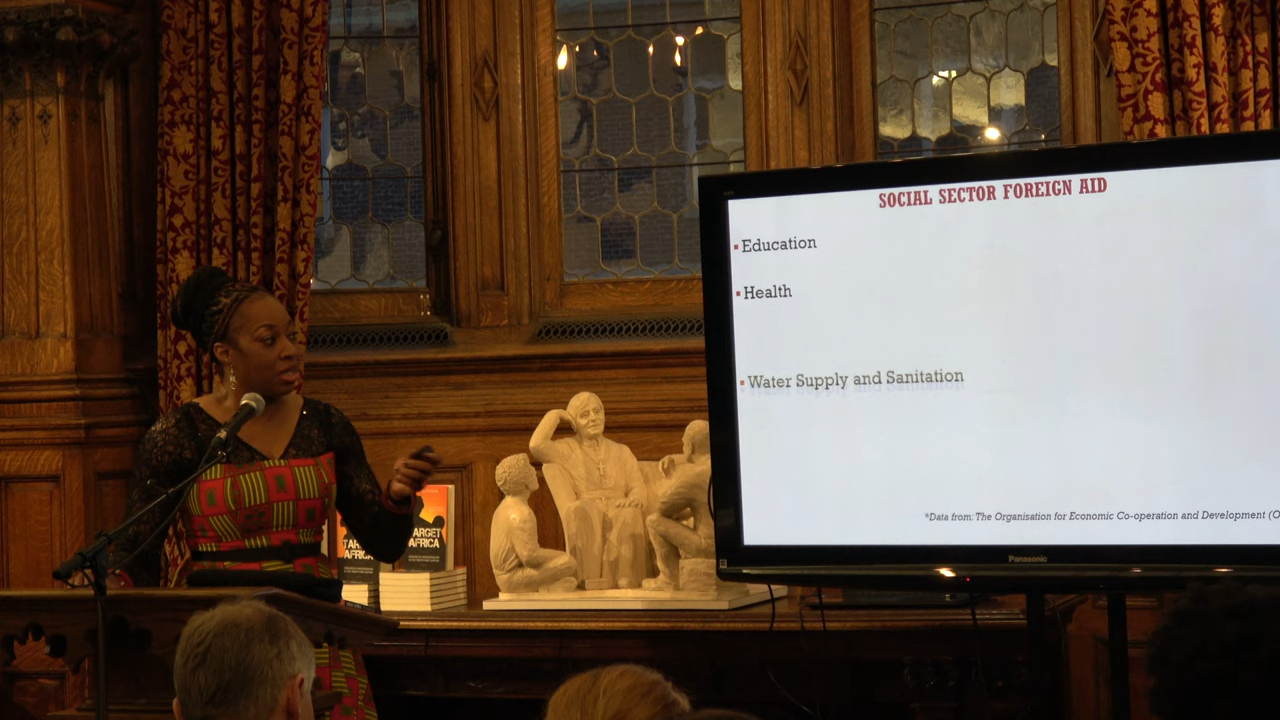 SOCIAL SECTOR FOREIGN AID
▪ Education
▪ Health
▪ Water Supply and Sanitation
*Data from: The Organisation for Economic Co-operation and Development (O
Panasonic
TARGET
AFRICA